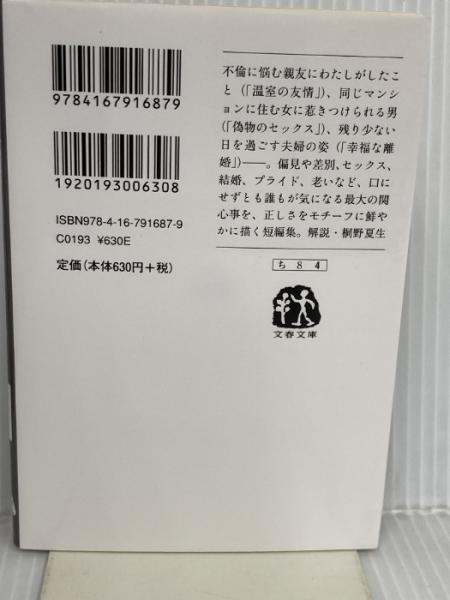 9784167916879
1920193006308
ISBN978-4-16-791687-9
C0193 ¥630E
定価（本体630円＋税）
不倫に悩む親友にわたしがしたこ
と（「温室の友情」）、同じマンショ
ンに住む女に惹きつけられる男
（「偽物のセックス」）、残り少ない
日を過ごす夫婦の姿（「幸福な離
婚」）――。偏見や差別、セックス、
結婚、プライド、老いなど、口に
せずとも誰もが気になる最大の関
心事を、正しさをモチーフに鮮や
かに描く短編集。解説・桐野夏生
ち 8 4
文春文庫